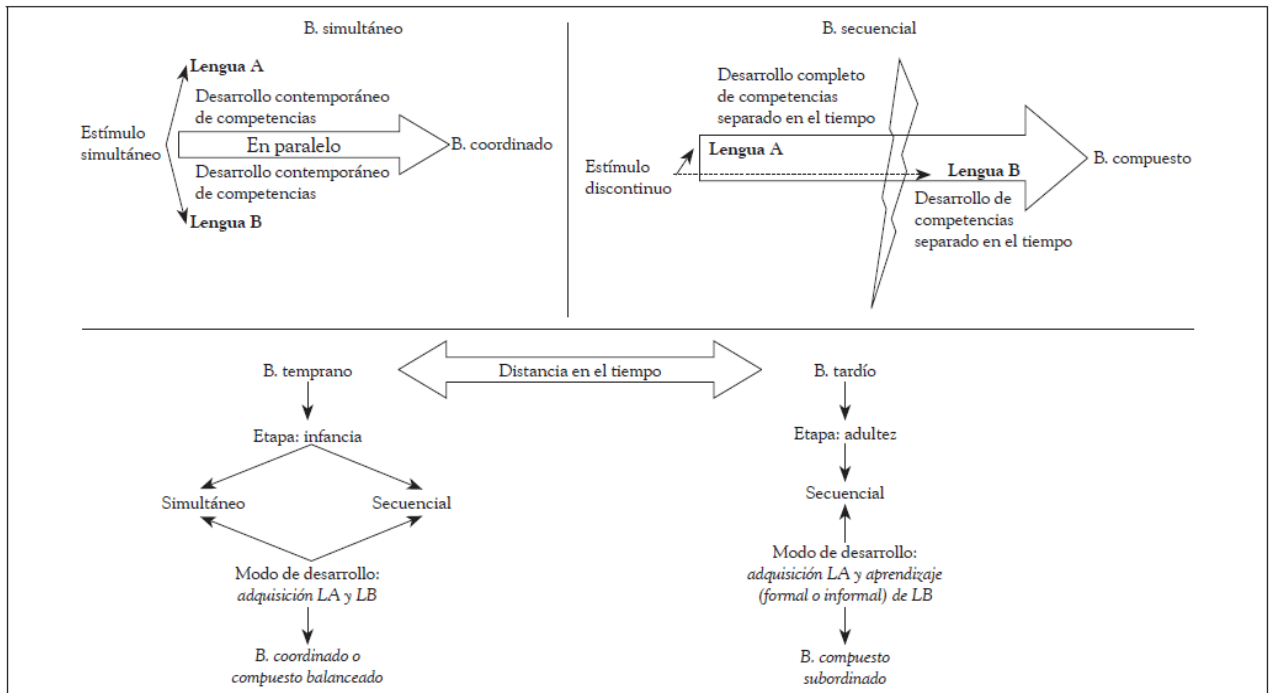 B. simultáneo
Lengua A
Desarrollo contemporáneo
de competencias
Estímulo
simultáneo
En paralelo
B. coordinado
Desarrollo contemporáneo
de competencias
Lengua B
B. secuencial
Desarrollo completo
de competencias
separado en el tiempo
Lengua A
Estímulo
discontinuo
Lengua B
B. compuesto
Desarrollo de
competencias
separado en el tiempo
B. temprano
Distancia en el tiempo
B. tardío
Etapa: infancia
Simultáneo
Secuencial
Modo de desarrollo:
adquisición LA y LB
B. coordinado o
compuesto balanceado
Etapa: adultez
Secuencial
Modo de desarrollo:
adquisición LA y aprendizaje
(formal o informal) de LB
B. compuesto
subordinado